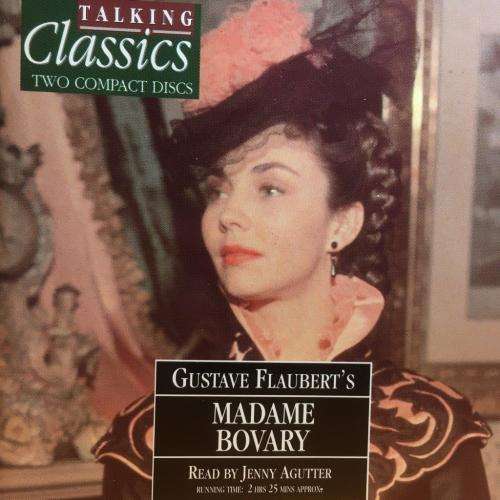 TALKING
Classics
TWO COMPACT DISCS
GUSTAVE FLAUBERT'S
MADAME
BOVARY
READ BY JENNY AGUTTER
RUNNING TIME: 2 HRS 25 MINS APPROX